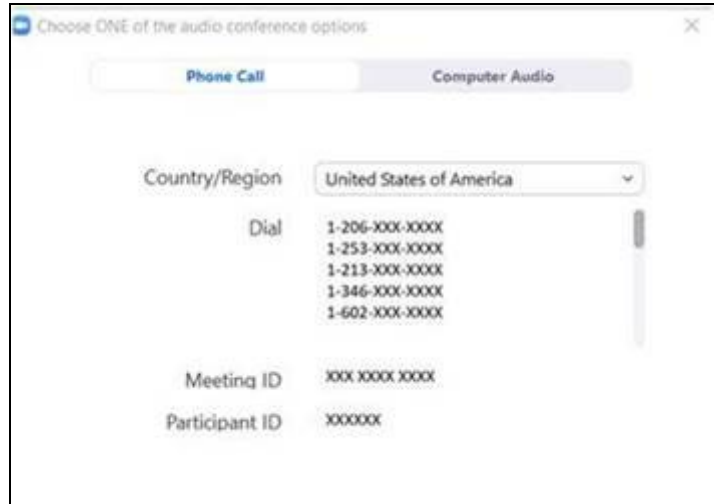 Choose ONE of the audio conference options
Phone Call
Computer Audio
Country/Region
United States of America
Dial
1-206-XXX-XXXX
1-253-XXX-XXXX
1-213-XXX-XXXX
1-346-XXX-XXXX
1-602-XXX-XXXX
Meeting ID
XXX XXXX XXXX
Participant ID
XXXXXX